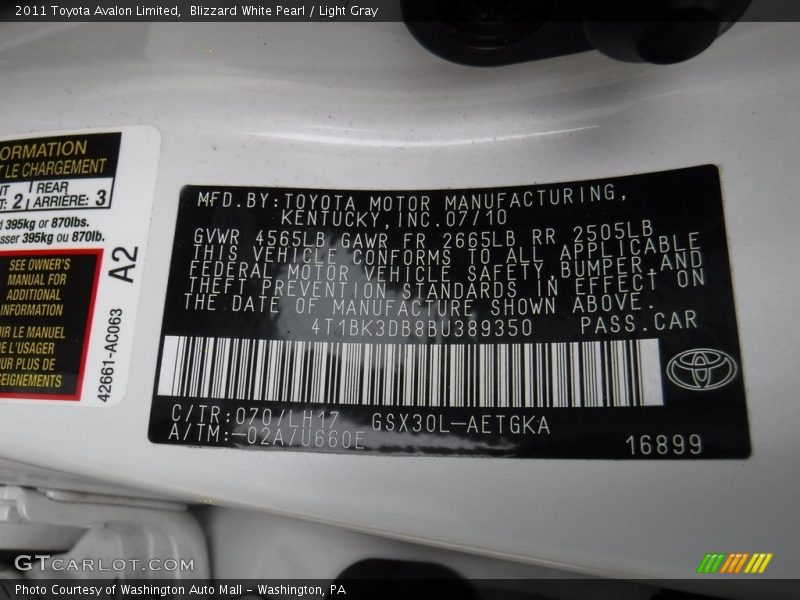 2011 Toyota Avalon Limited,  Blizzard White Pearl / Light Gray
ORMATION
T LE CHARGEMENT
NT REAR
T: 2 ARRIÈRE: 3
d 395kg or 870lbs.
sser 395kg ou 870lb.
SEE OWNER'S
MANUAL FOR
ADDITIONAL
INFORMATION
IR LE MANUEL
E L'USAGER
UR PLUS DE
SEIGNEMENTS
A2
42661-AC063
MFD.BY:TOYOTA MOTOR MANUFACTURING,
KENTUCKY,INC.07/10
GVWR 4565LB GAWR FR 2665LB RR 2505LB
THIS VEHICLE CONFORMS TO ALL APPLICABLE
FEDERAL MOTOR VEHICLE SAFETY,BUMPER,AND
THEFT PREVENTION STANDARDS IN EFFECT ON
THE DATE OF MANUFACTURE SHOWN ABOVE.
4T1BK3DB8BU389350 PASS.CAR
C/TR:070/LH17 GSX30L-AETGKA
A/TM:-02A/U660E
16899
GTCARLOT.COM
Photo Courtesy of Washington Auto Mall - Washington, PA